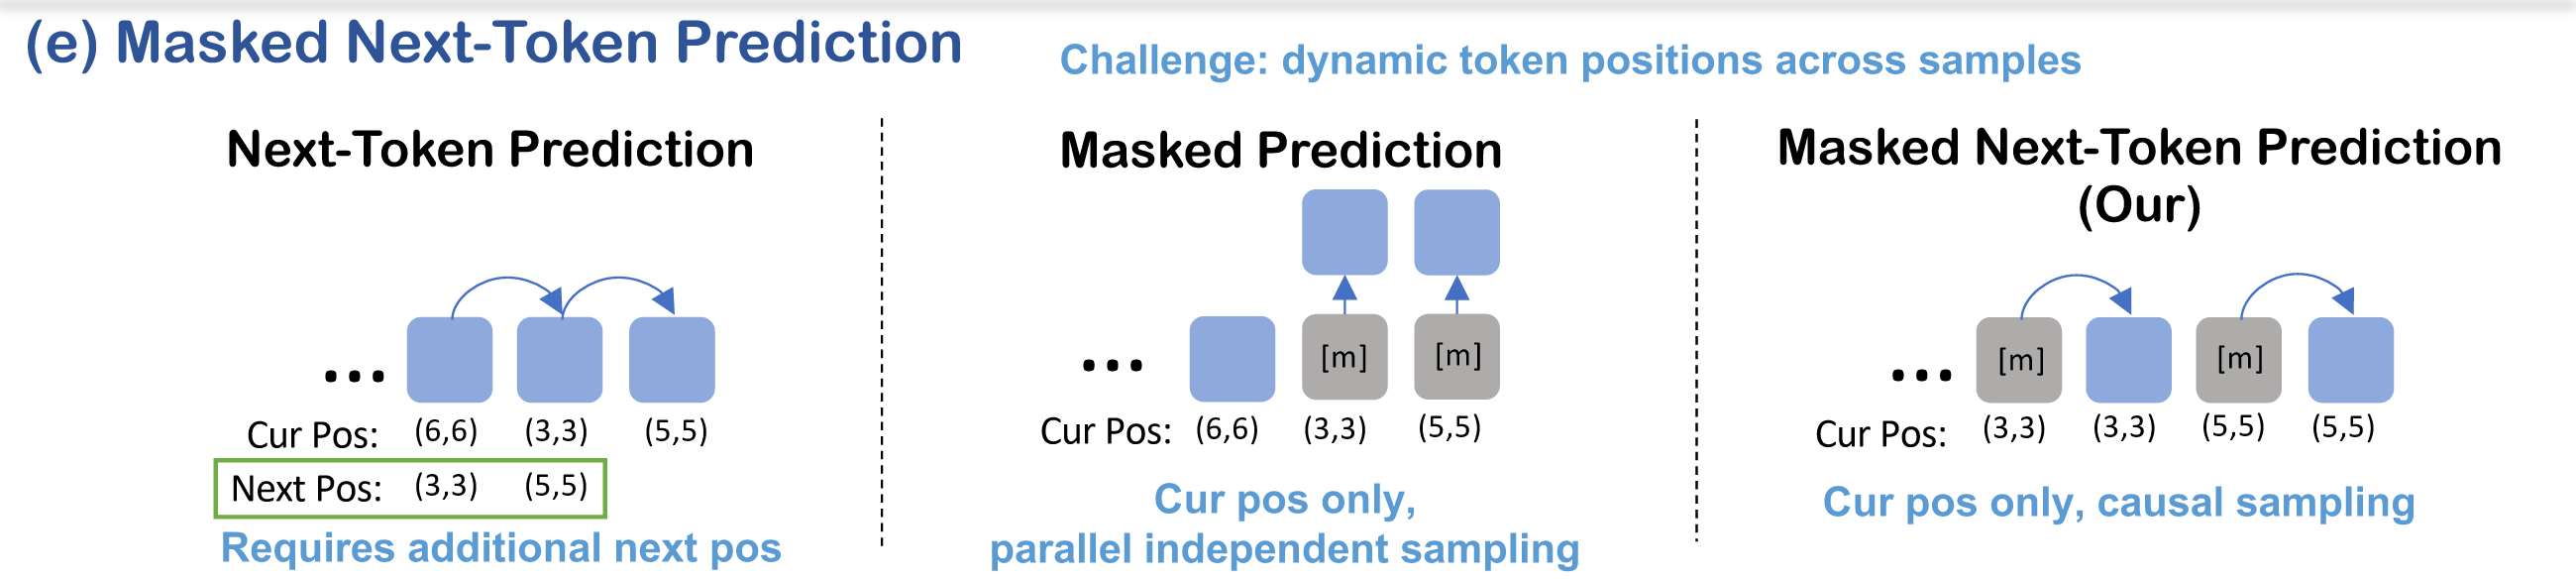 (e) Masked Next-Token Prediction
Challenge: dynamic token positions across samples
Next-Token Prediction
...
Cur Pos: (6,6) (3,3) (5,5)
Next Pos: (3,3) (5,5)
Requires additional next pos
Masked Prediction
... [m] [m]
Cur Pos: (6,6) (3,3) (5,5)
Cur pos only,
parallel independent sampling
Masked Next-Token Prediction
(Our)
... [m] [m]
Cur Pos: (3,3) (3,3) (5,5) (5,5)
Cur pos only, causal sampling